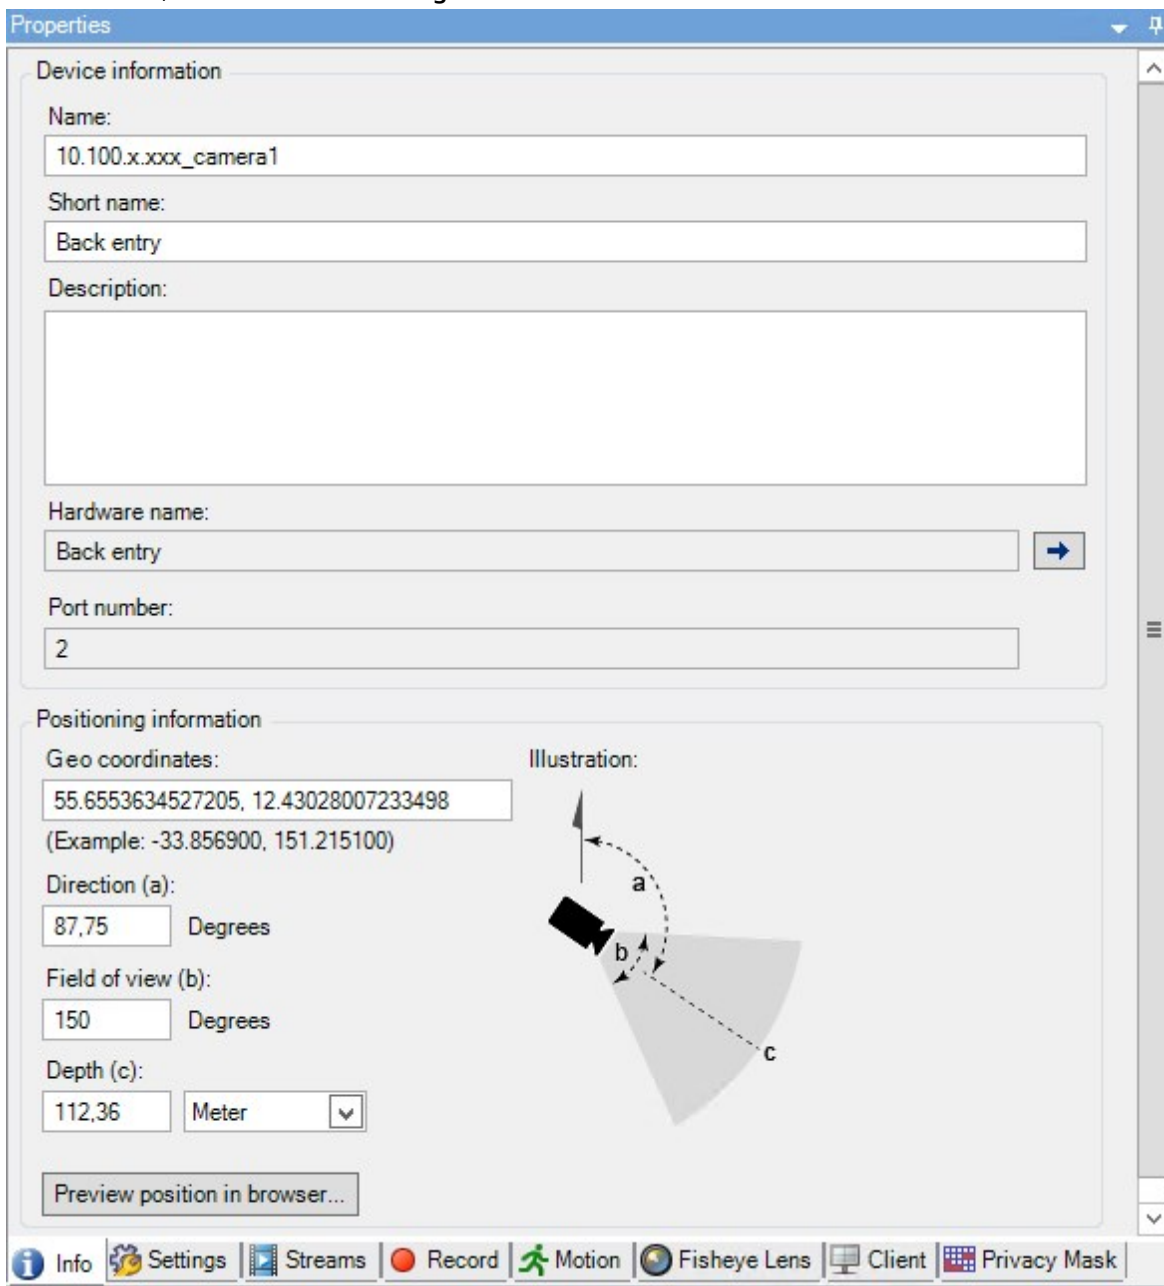 Properties
Device information
Name:
10.100.x.xxx_camera1
Short name:
Back entry
Description:
Hardware name:
Back entry
Port number:
2
Positioning information
Geo coordinates:
Illustration:
55.6553634527205, 12.43028007233498
(Example: -33.856900, 151.215100)
Direction (a):
87,75 Degrees
Field of view (b):
150 Degrees
Depth (c):
112,36 Meter
a
b
c
Preview position in browser...
Info Settings Streams Record Motion Fisheye Lens Client Privacy Mask